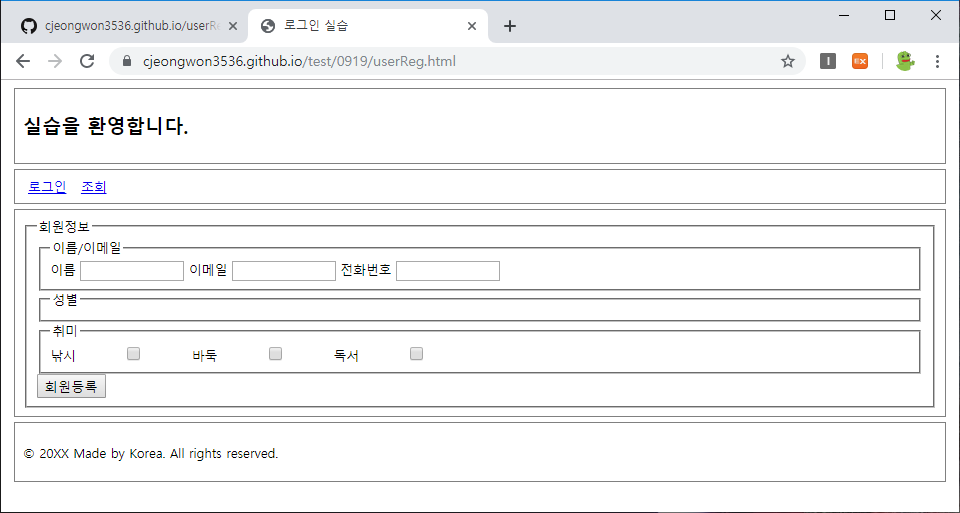 cjeongwon3536.github.io/userRe
로그인 실습
cjeongwon3536.github.io/test/0919/userReg.html
실습을 환영합니다.
로그인 조회
회원정보
이름/이메일
이름 이메일 전화번호
성별
취미
낚시 바둑 독서
회원등록
© 20XX Made by Korea. All rights reserved.